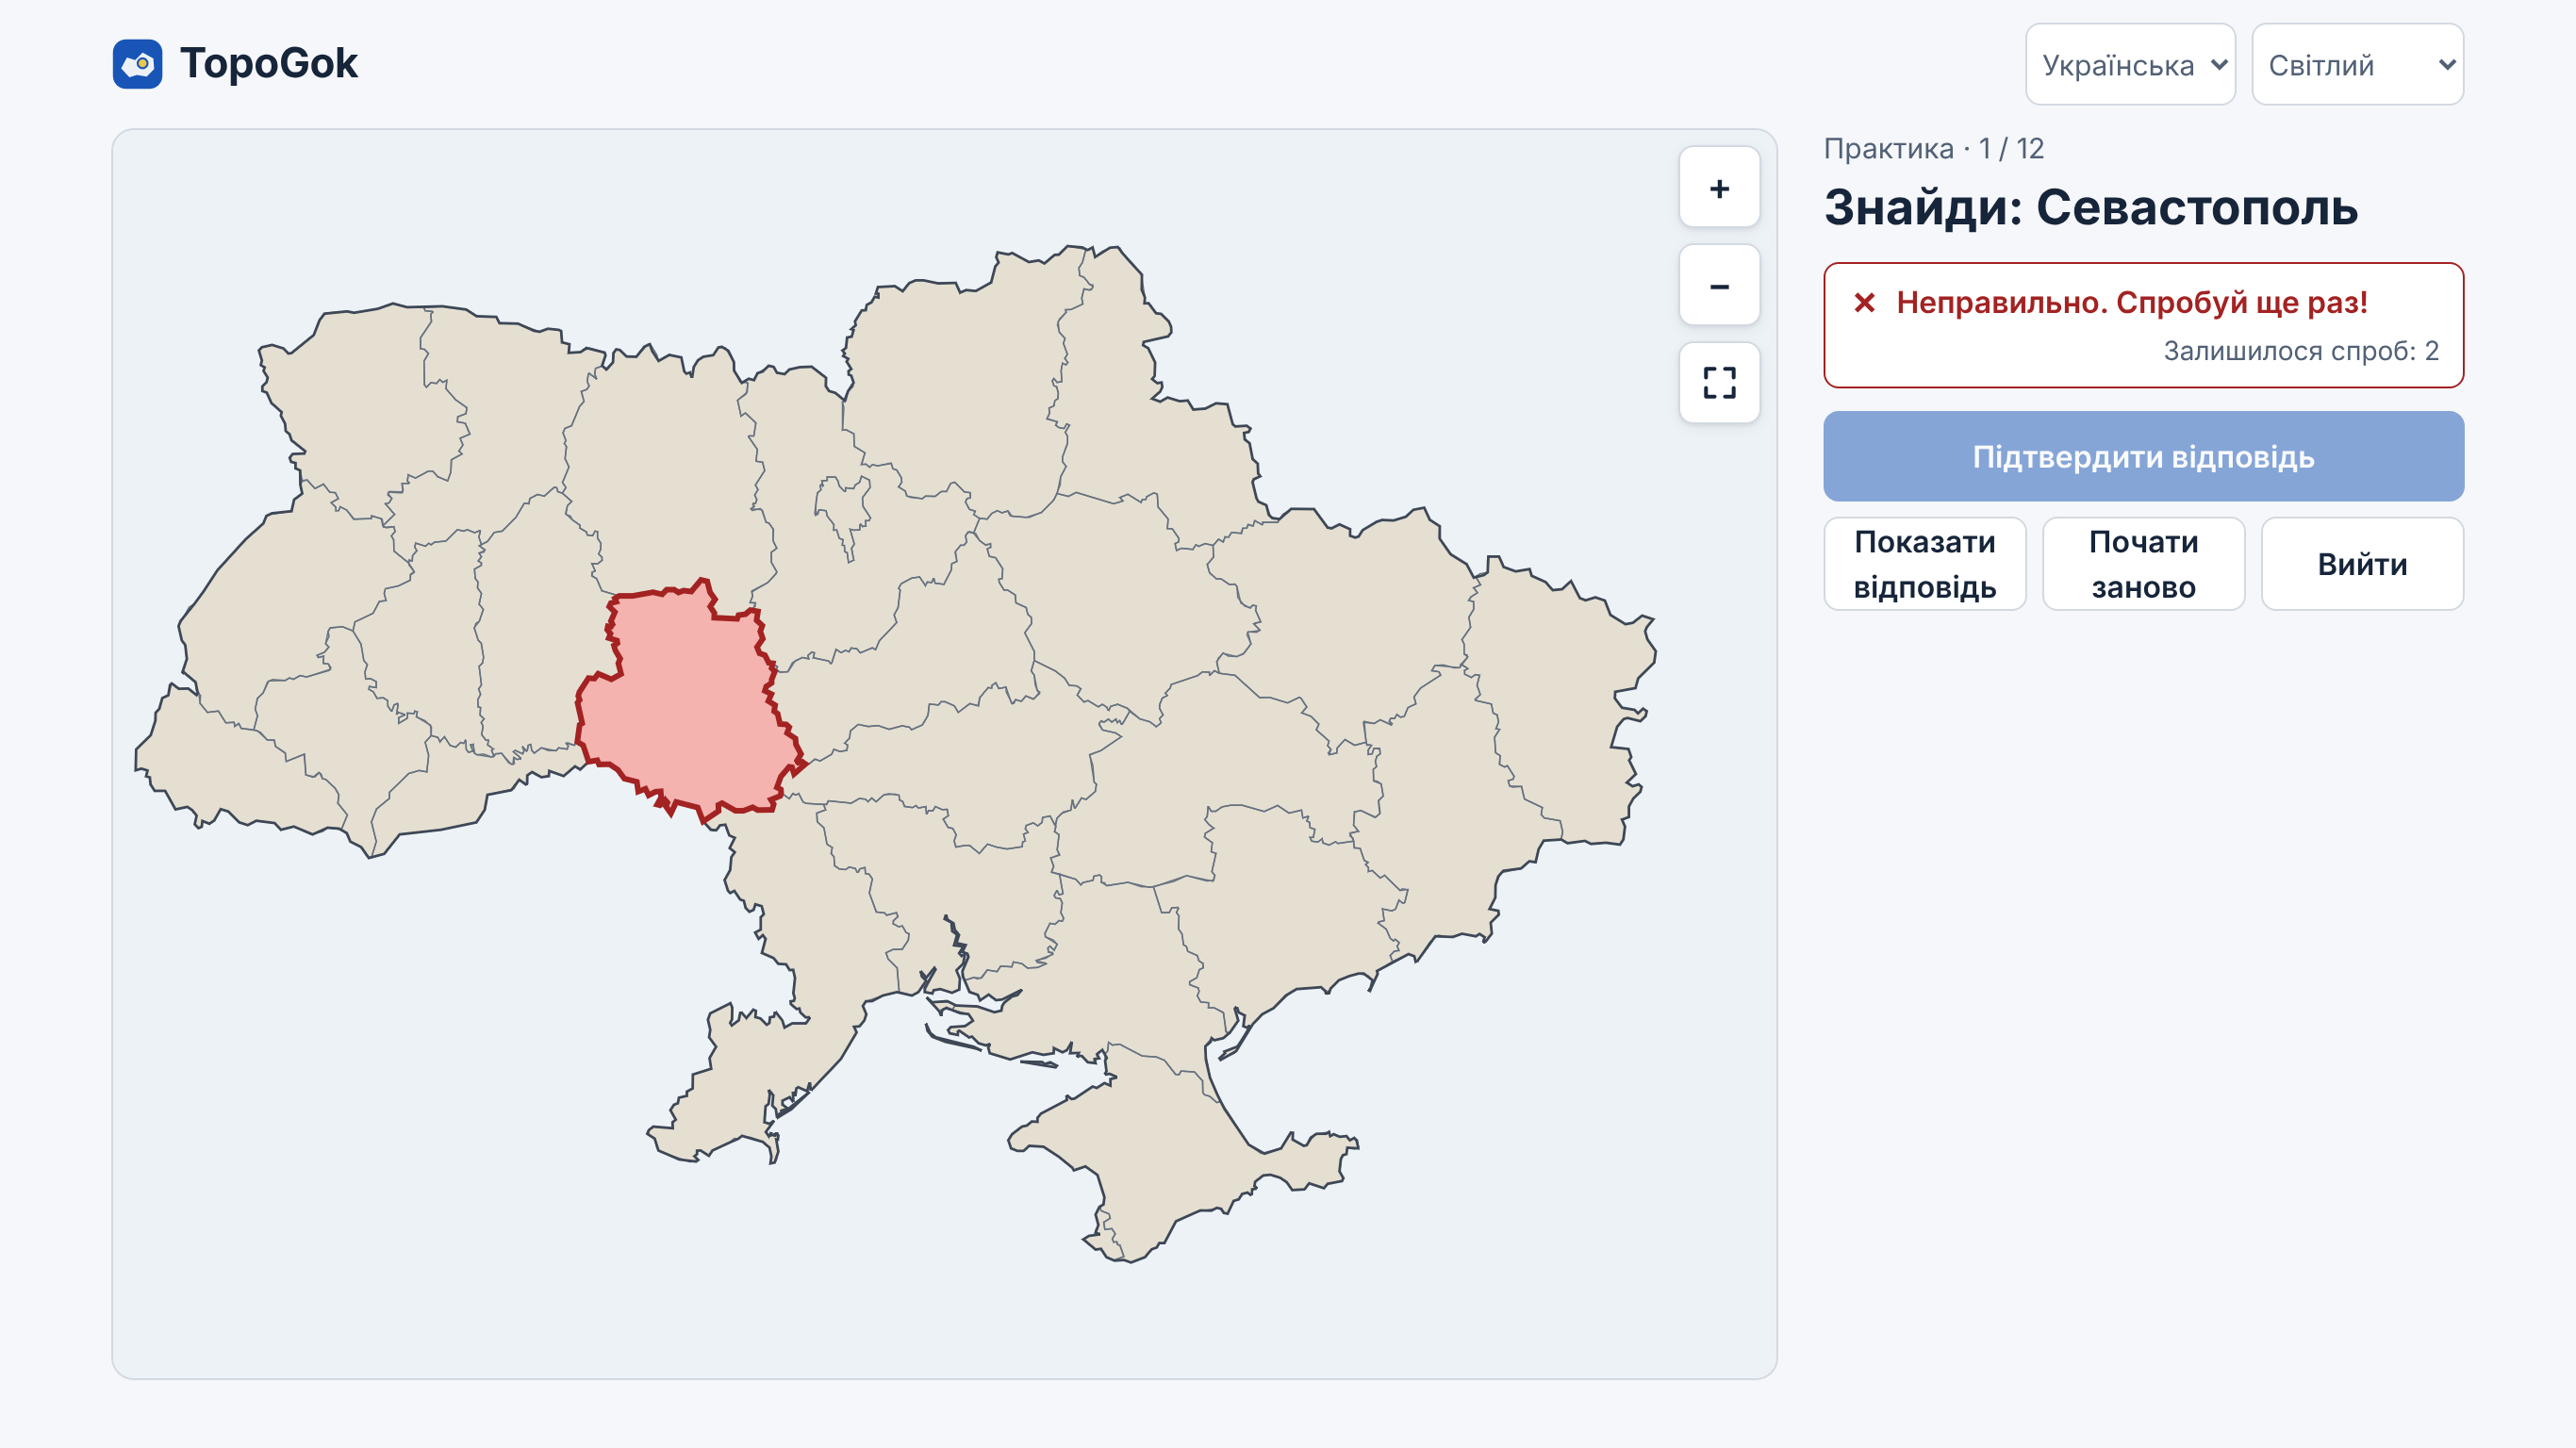 TopoGok
Українська
Світлий
+
−
Практика · 1 / 12
Знайди: Севастополь
× Неправильно. Спробуй ще раз!
Залишилося спроб: 2
Підтвердити відповідь
Показати
відповідь
Почати
заново
Вийти